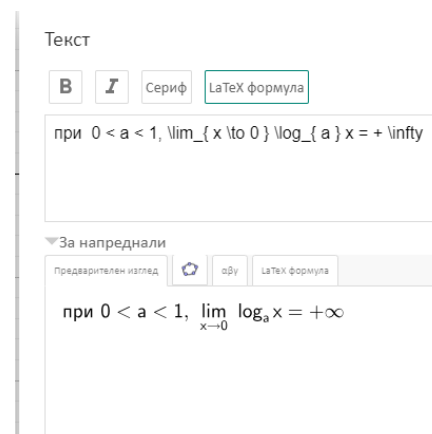 Текст
B I Сериф LaTeX формула
при 0 < a < 1, \lim_{ x \to 0 } \log_{ a } x = + \infty
За напреднали
Предварителен изглед αβγ LaTeX формула
при 0 < a < 1, lim x→0 logₐ x = +∞